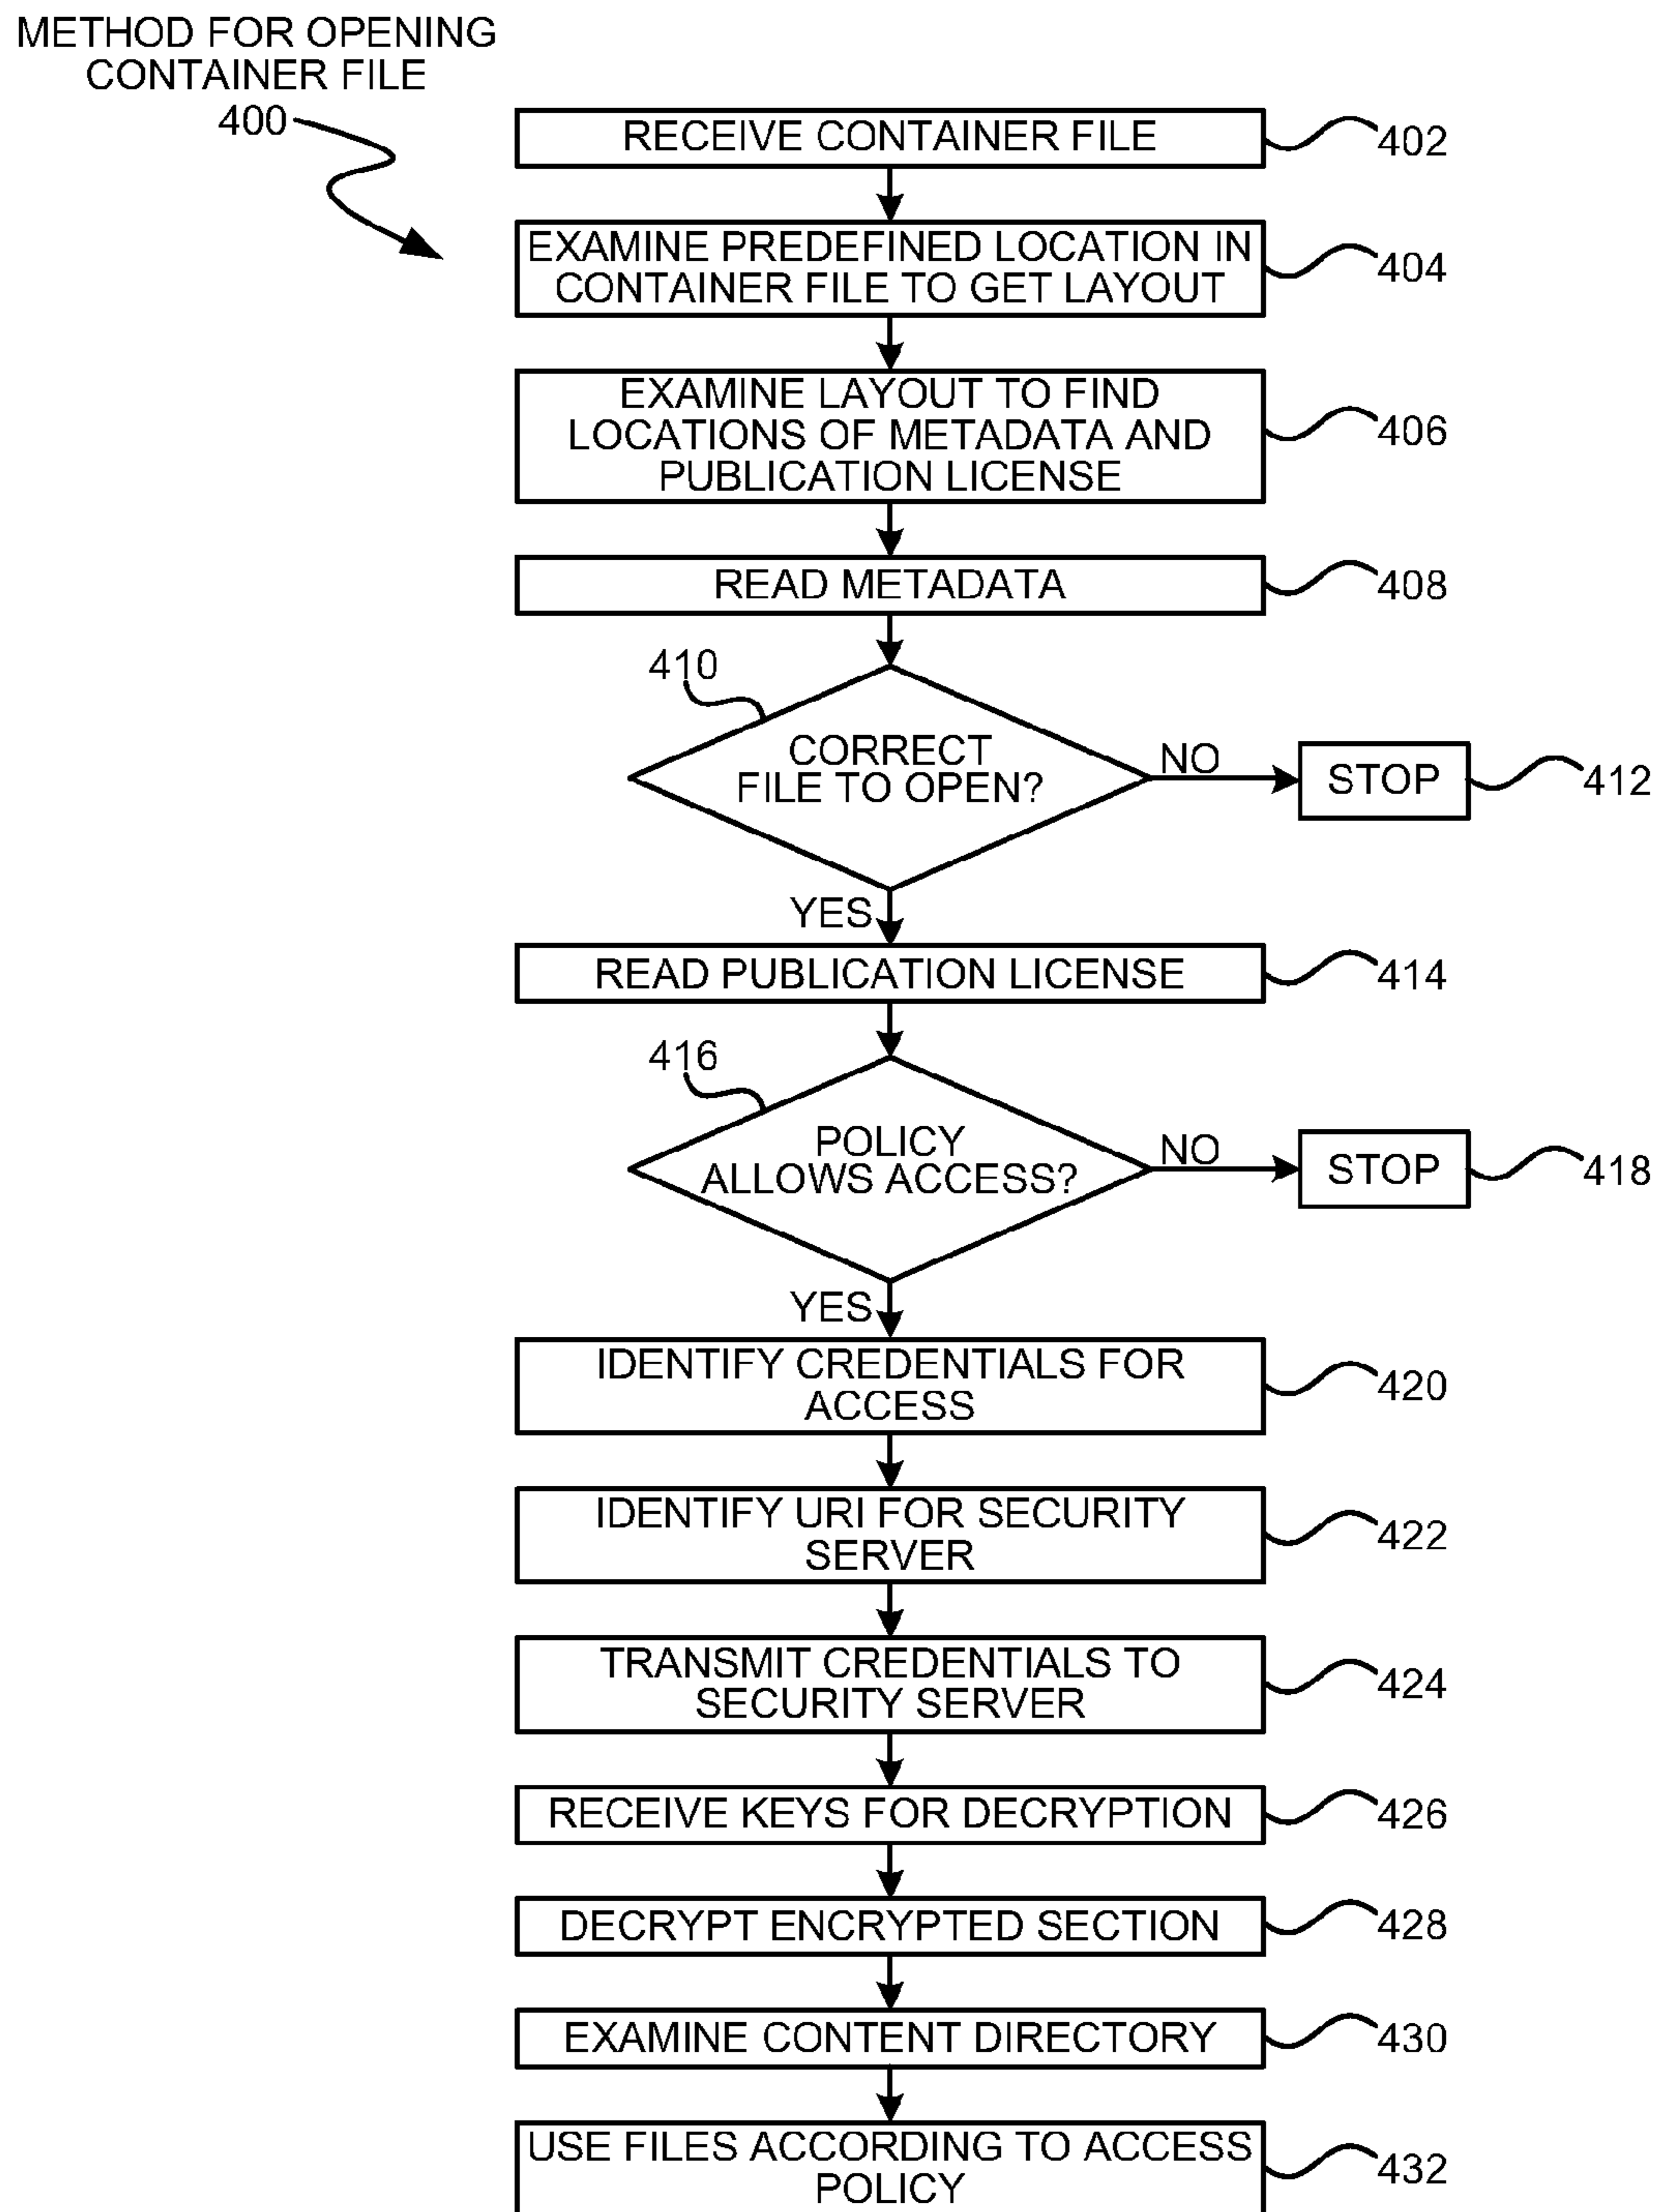 METHOD FOR OPENING
CONTAINER FILE
400
RECEIVE CONTAINER FILE
402
EXAMINE PREDEFINED LOCATION IN
CONTAINER FILE TO GET LAYOUT
404
EXAMINE LAYOUT TO FIND
LOCATIONS OF METADATA AND
PUBLICATION LICENSE
406
READ METADATA
408
410
CORRECT
FILE TO OPEN?
NO
STOP
412
YES
READ PUBLICATION LICENSE
414
416
POLICY
ALLOWS ACCESS?
NO
STOP
418
YES
IDENTIFY CREDENTIALS FOR
ACCESS
420
IDENTIFY URI FOR SECURITY
SERVER
422
TRANSMIT CREDENTIALS TO
SECURITY SERVER
424
RECEIVE KEYS FOR DECRYPTION
426
DECRYPT ENCRYPTED SECTION
428
EXAMINE CONTENT DIRECTORY
430
USE FILES ACCORDING TO ACCESS
POLICY
432